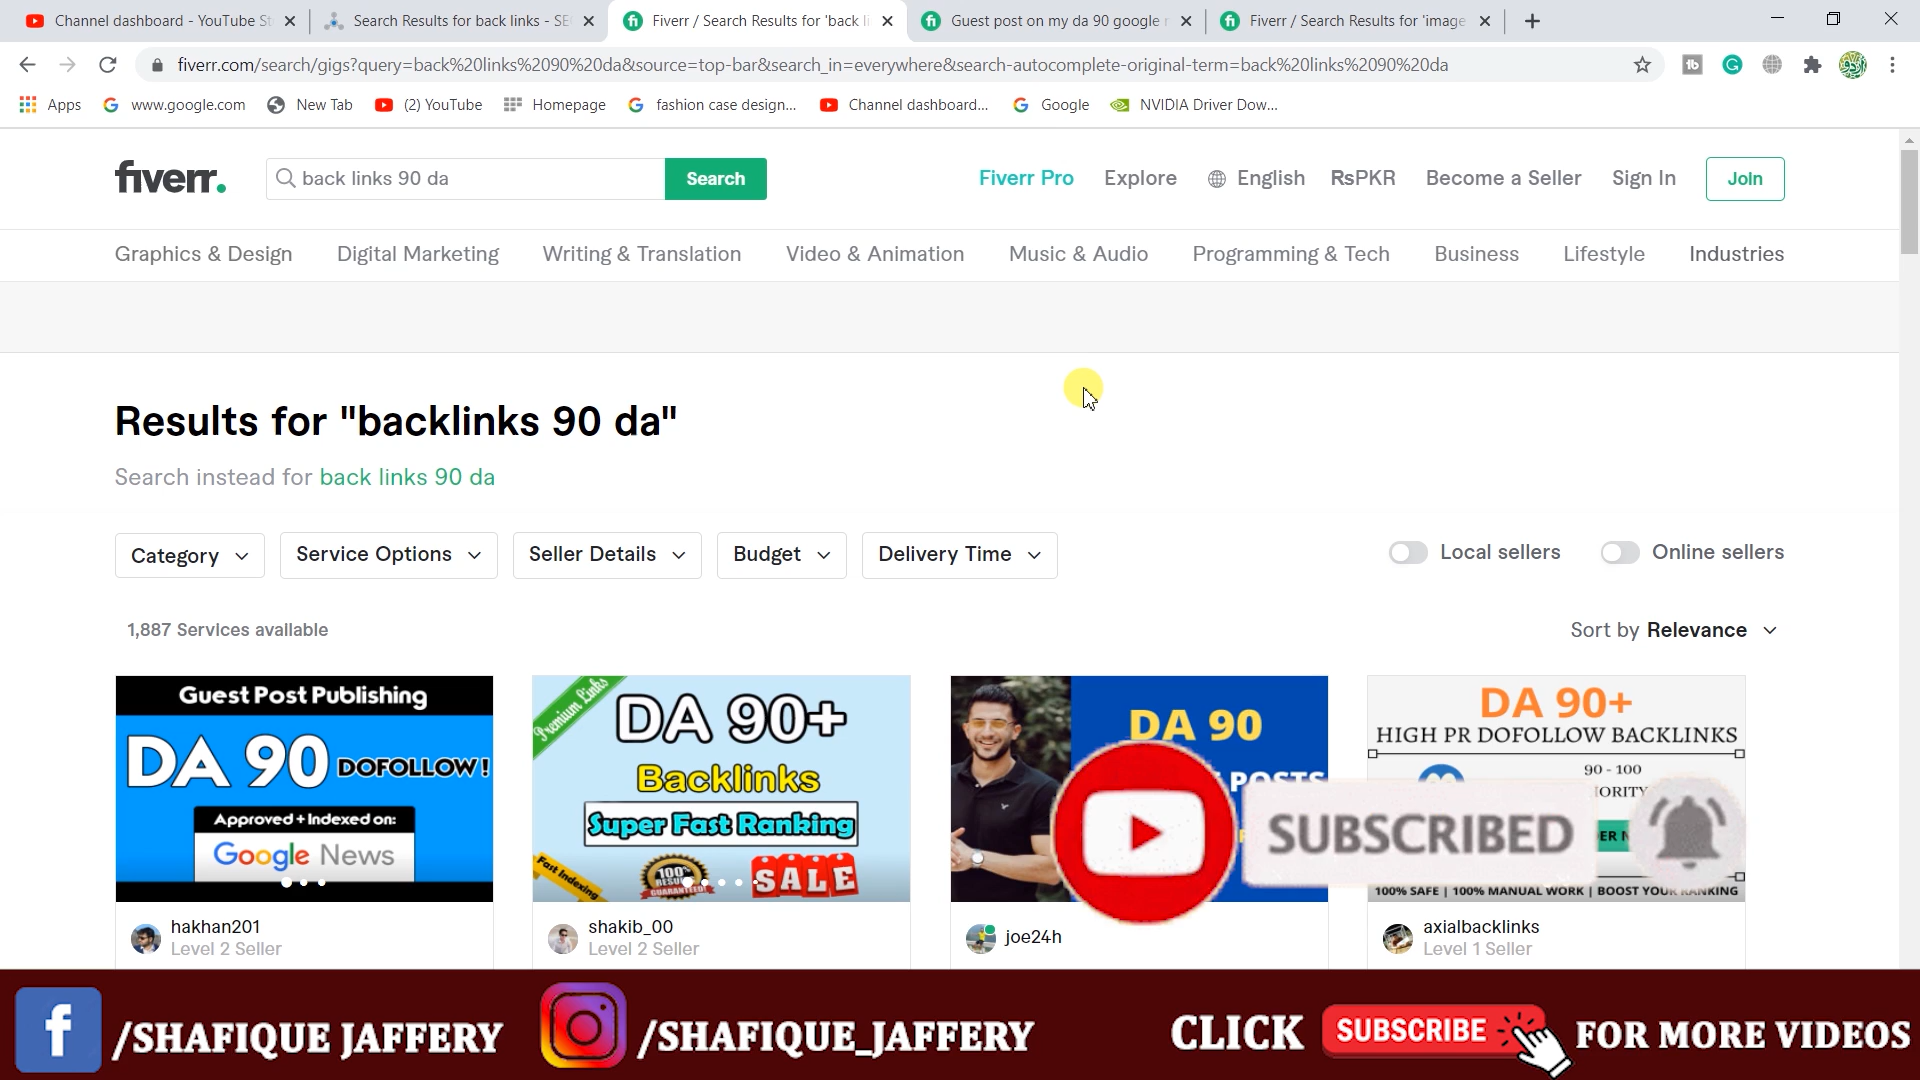 Channel dashboard - YouTube St
Search Results for back links - SE
Fiverr / Search Results for 'back li
Guest post on my da 90 google n
Fiverr / Search Results for 'image
fiverr.com/search/gigs?query=back%20links%2090%20da&source=top-bar&search_in=everywhere&search-autocomplete-original-term=back%20links%2090%20da
Apps
www.google.com
New Tab
(2) YouTube
Homepage
fashion case design...
Channel dashboard...
Google
NVIDIA Driver Dow...
fiverr.
back links 90 da
Search
Fiverr Pro
Explore
English
RsPKR
Become a Seller
Sign In
Join
Graphics & Design
Digital Marketing
Writing & Translation
Video & Animation
Music & Audio
Programming & Tech
Business
Lifestyle
Industries
Results for "backlinks 90 da"
Search instead for back links 90 da
Category
Service Options
Seller Details
Budget
Delivery Time
Local sellers
Online sellers
1,887 Services available
Sort by Relevance
Guest Post Publishing
DA 90 DOFOLLOW!
Approved + Indexed on:
Google News
Premium Links
DA 90+
Backlinks
Super Fast Ranking
Fast Indexing
100%
SALE
DA 90
POSTS
DA 90+
HIGH PR DOFOLLOW BACKLINKS
90 - 100
100% SAFE | 100% MANUAL WORK | BOOST YOUR RANKING
SUBSCRIBED
hakhan201
Level 2 Seller
shakib_00
Level 2 Seller
joe24h
axialbacklinks
Level 1 Seller
/SHAFIQUE JAFFERY
/SHAFIQUE_JAFFERY
CLICK SUBSCRIBE FOR MORE VIDEOS